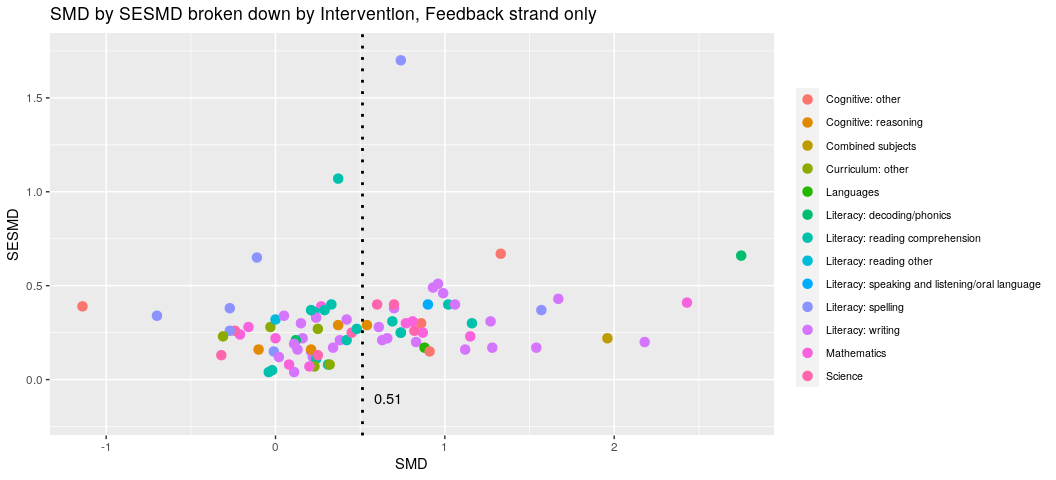 SMD by SESMD broken down by Intervention, Feedback strand only
1.5
1.0
0.5
0.0
SESMD
0.51
-1
0
1
2
SMD
Cognitive: other
Cognitive: reasoning
Combined subjects
Curriculum: other
Languages
Literacy: decoding/phonics
Literacy: reading comprehension
Literacy: reading other
Literacy: speaking and listening/oral language
Literacy: spelling
Literacy: writing
Mathematics
Science